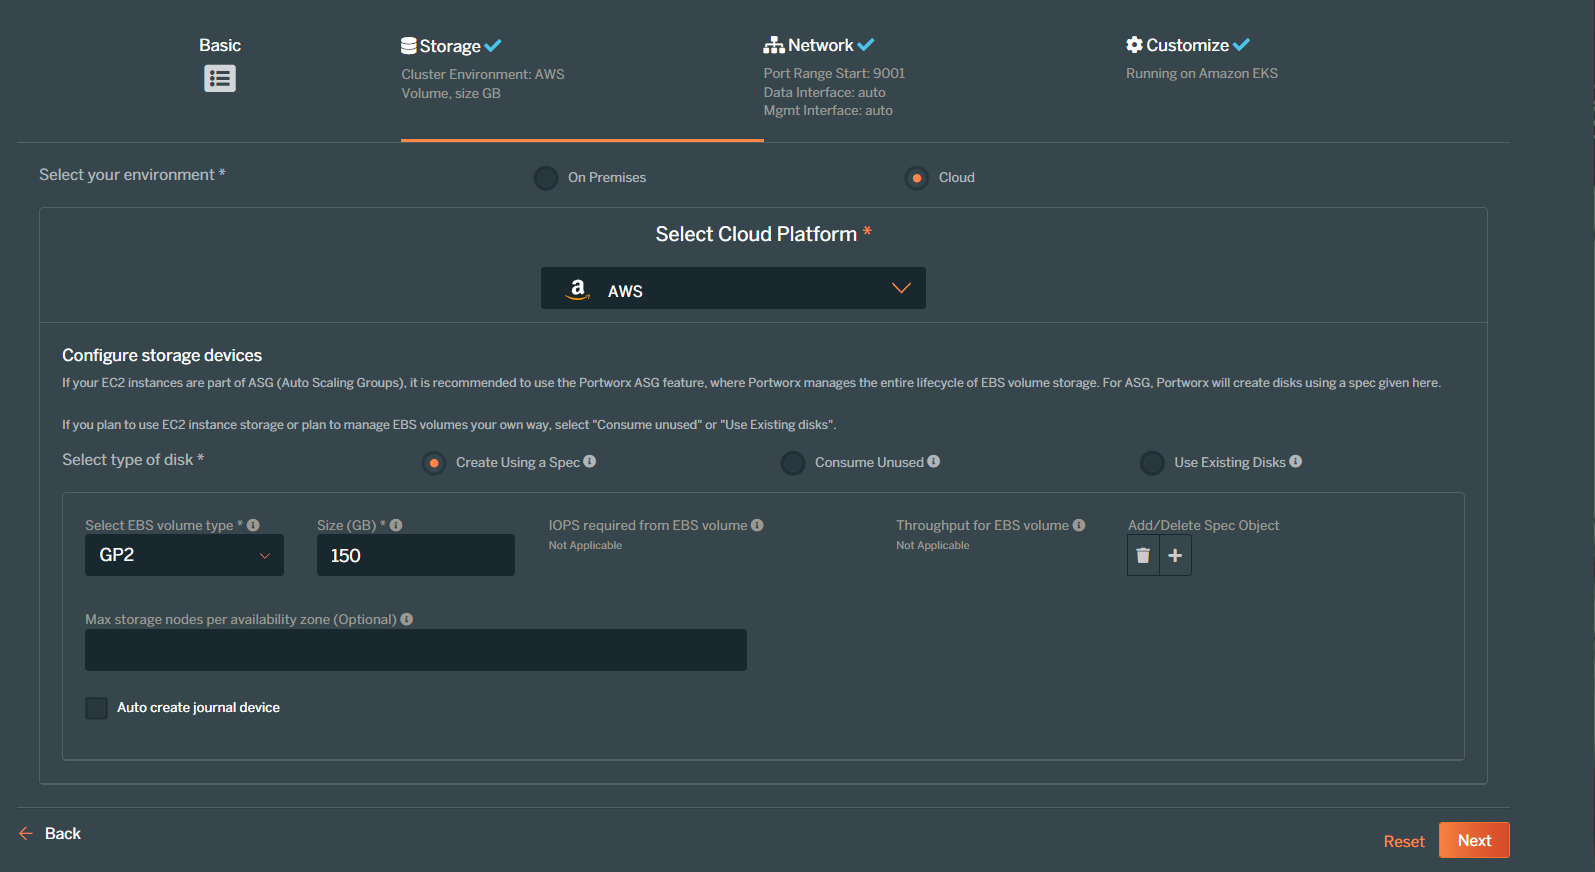 Basic
Storage
Cluster Environment: AWS
Volume, size GB
Network
Port Range Start: 9001
Data Interface: auto
Mgmt Interface: auto
Customize
Running on Amazon EKS
Select your environment *
On Premises
Cloud
Select Cloud Platform *
AWS
Configure storage devices
If your EC2 instances are part of ASG (Auto Scaling Groups), it is recommended to use the Portworx ASG feature, where Portworx manages the entire lifecycle of EBS volume storage. For ASG, Portworx will create disks using a spec given here.
If you plan to use EC2 instance storage or plan to manage EBS volumes your own way, select "Consume unused" or "Use Existing disks".
Select type of disk *
Create Using a Spec
Consume Unused
Use Existing Disks
Select EBS volume type *
GP2
Size (GB) *
150
IOPS required from EBS volume
Not Applicable
Throughput for EBS volume
Not Applicable
Add/Delete Spec Object
Max storage nodes per availability zone (Optional)
Auto create journal device
Back
Reset
Next